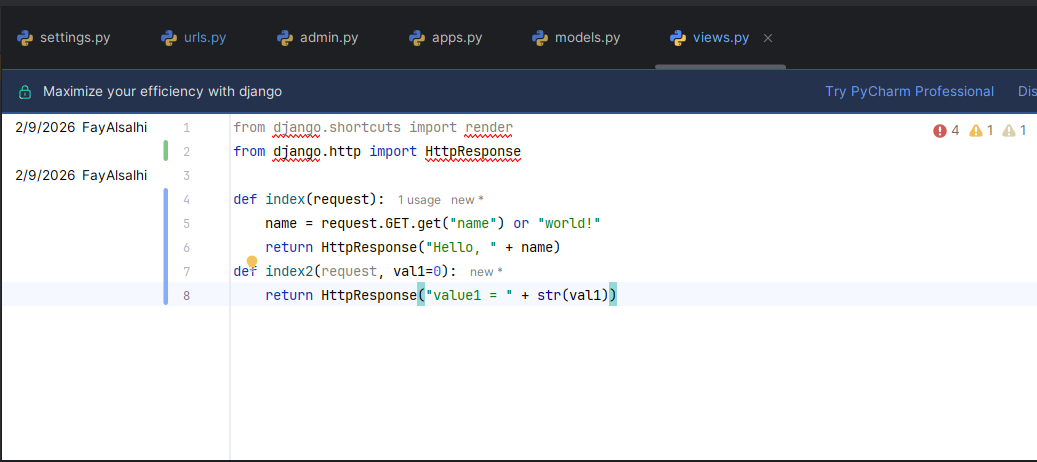 settings.py urls.py admin.py apps.py models.py views.py
Maximize your efficiency with django Try PyCharm Professional Dis
2/9/2026 FayAlsalhi 1 from django.shortcuts import render 4 1 1
2 from django.http import HttpResponse
2/9/2026 FayAlsalhi 3
4 def index(request): 1 usage new *
5 name = request.GET.get("name") or "world!"
6 return HttpResponse("Hello, " + name)
7 def index2(request, val1=0): new *
8 return HttpResponse("value1 = " + str(val1))